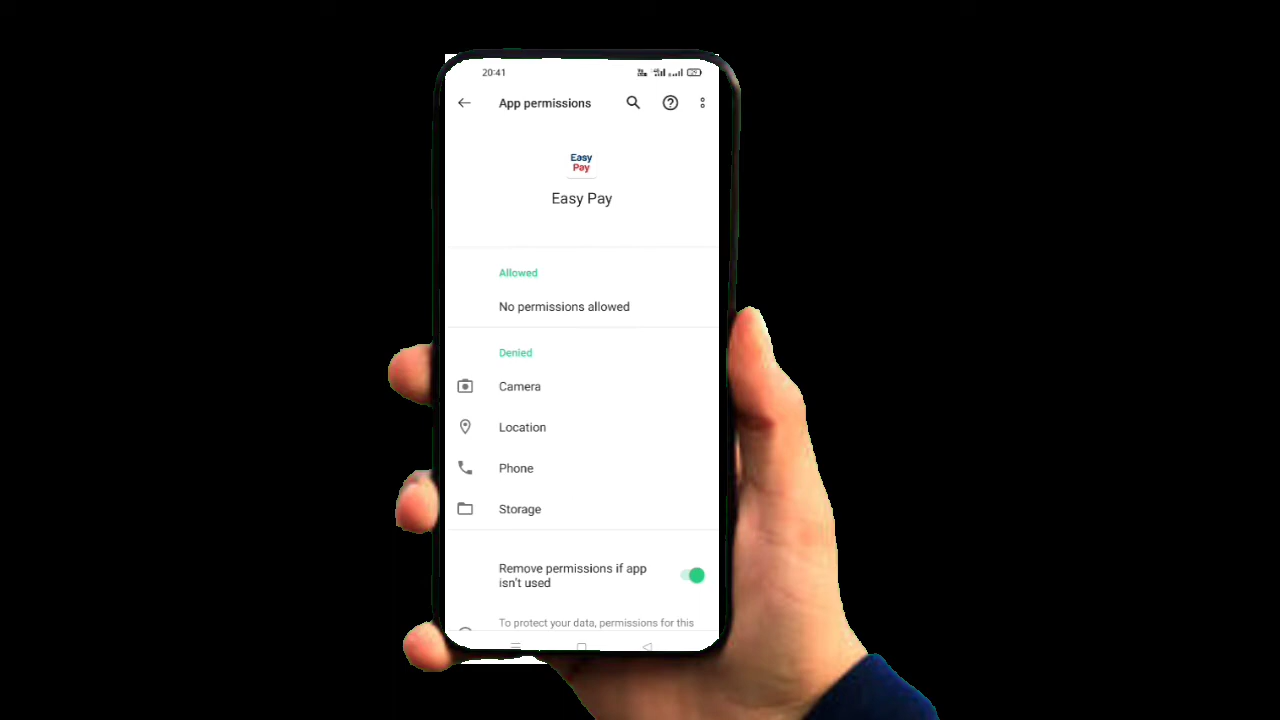 20:41
App permissions
Easy
Pay
Easy Pay
Allowed
No permissions allowed
Denied
Camera
Location
Phone
Storage
Remove permissions if app
isn't used
To protect your data, permissions for this